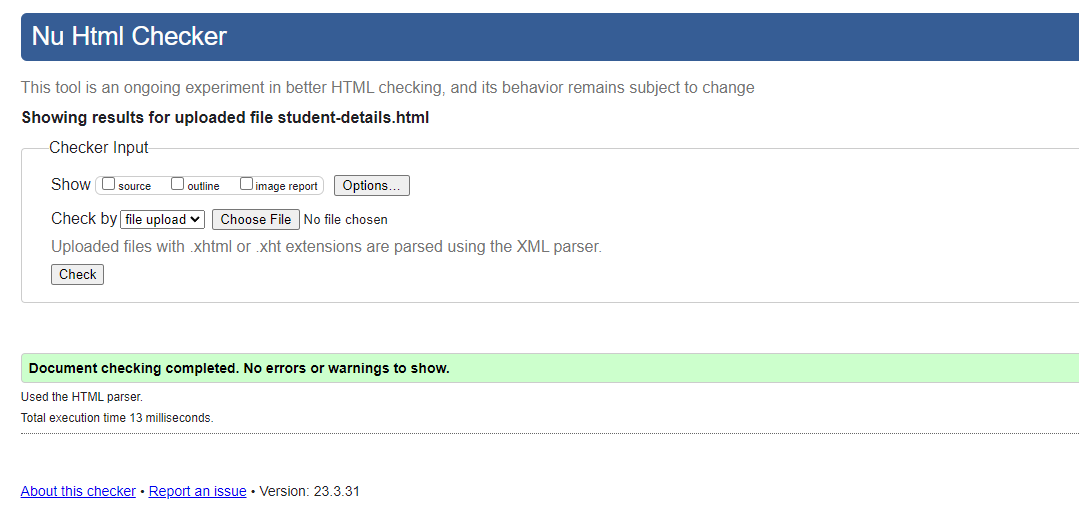 Nu Html Checker
This tool is an ongoing experiment in better HTML checking, and its behavior remains subject to change
Showing results for uploaded file student-details.html
Checker Input
Show source outline image report Options...
Check by file upload Choose File No file chosen
Uploaded files with .xhtml or .xht extensions are parsed using the XML parser.
Check
Document checking completed. No errors or warnings to show.
Used the HTML parser.
Total execution time 13 milliseconds.
About this checker • Report an issue • Version: 23.3.31